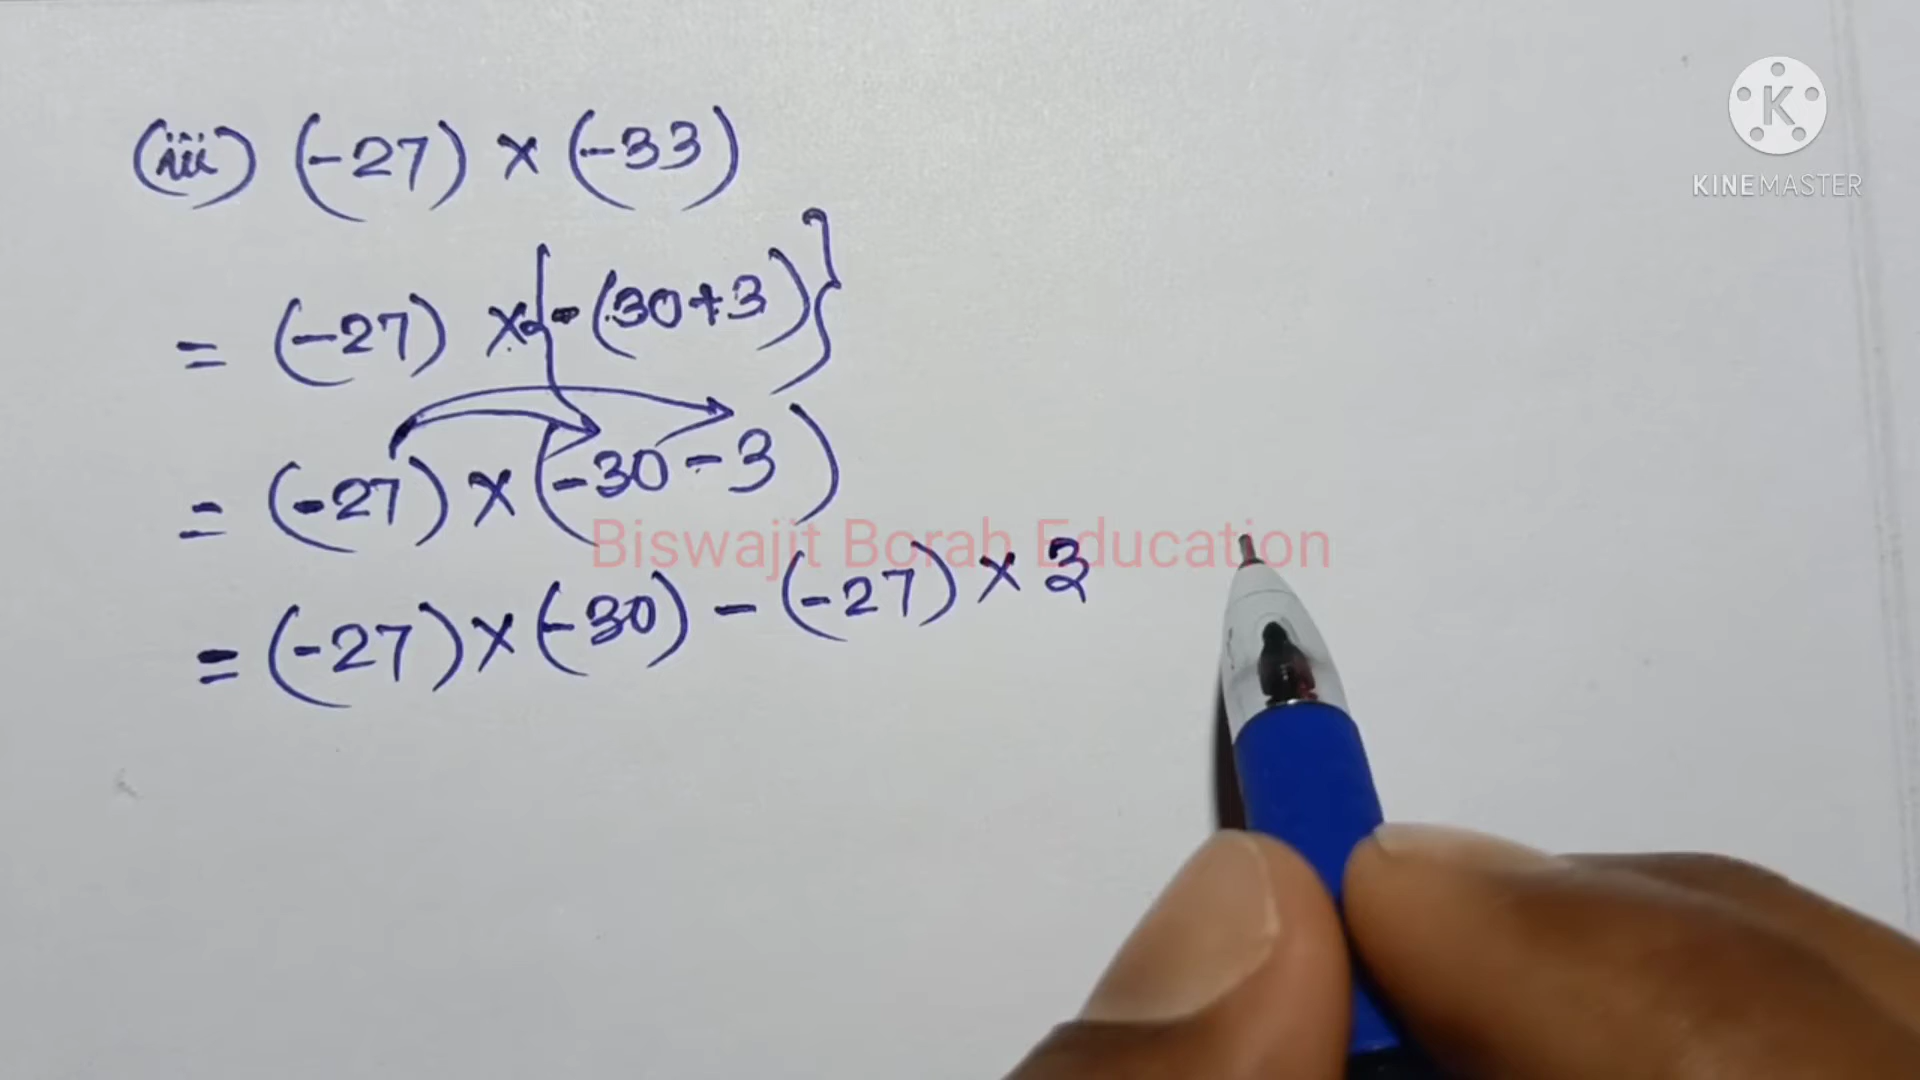 (iii) (-27) × (-33)
KINEMASTER
= (-27) × {-(30+3)}
= (-27) × (-30-3)
Biswajit Borah Education
= (-27) × (-30) - (-27) × 3